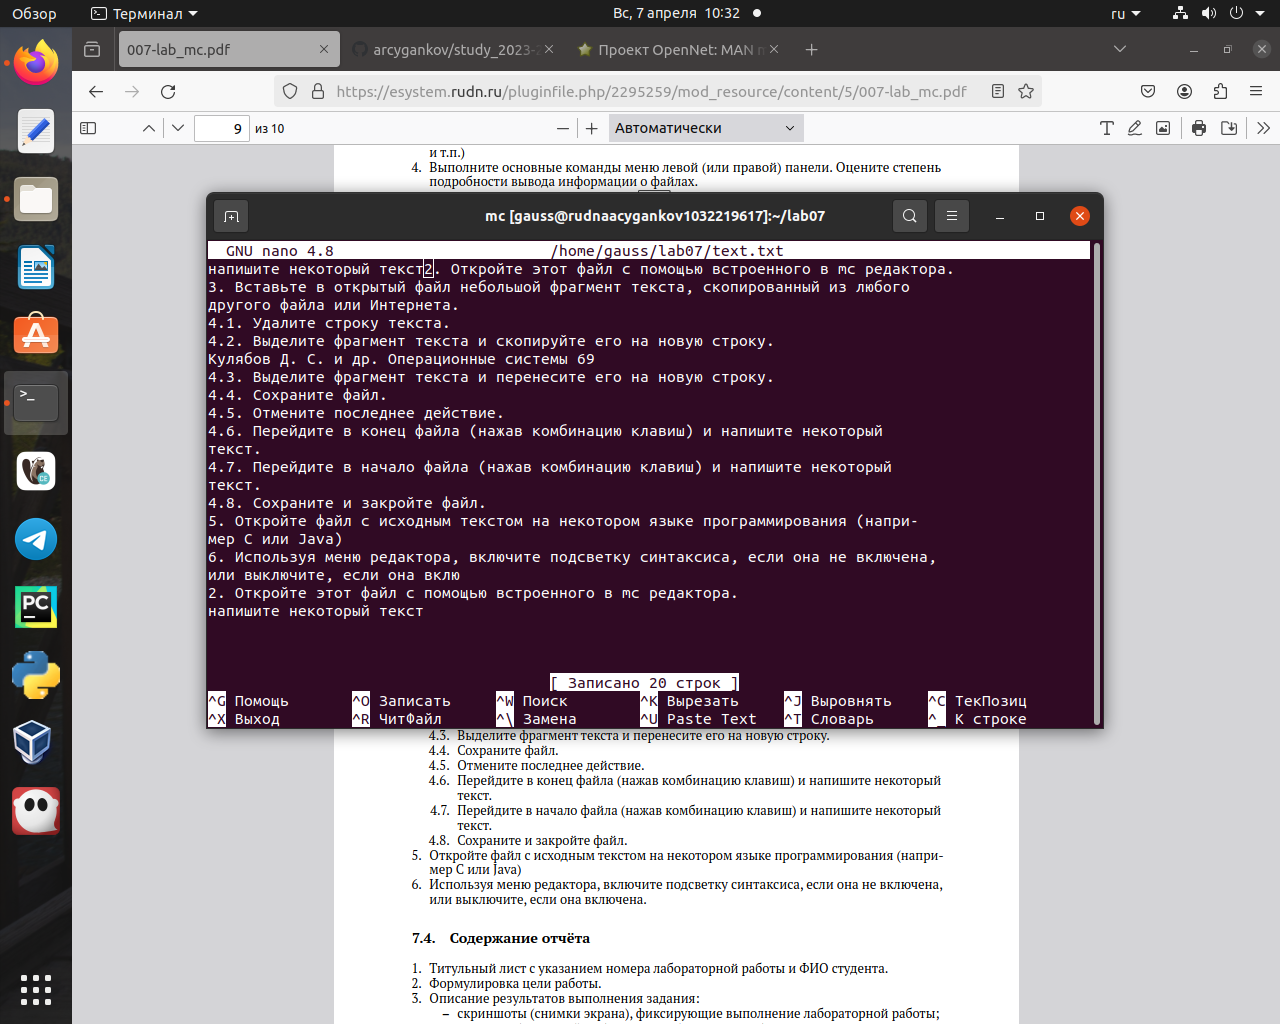 Обзор
Терминал
Вс, 7 апреля 10:32
ru
007-lab_mc.pdf
arcygankov/study_2023-2
Проект OpenNet: MAN m
https://esystem.rudn.ru/pluginfile.php/2295259/mod_resource/content/5/007-lab_mc.pdf
9
из 10
Автоматически
и т.п.)
4. Выполните основные команды меню левой (или правой) панели. Оцените степень
подробности вывода информации о файлах.
mc [gauss@rudnaacygankov1032219617]:~/lab07
GNU nano 4.8 /home/gauss/lab07/text.txt
напишите некоторый текст2. Откройте этот файл с помощью встроенного в mc редактора.
3. Вставьте в открытый файл небольшой фрагмент текста, скопированный из любого
другого файла или Интернета.
4.1. Удалите строку текста.
4.2. Выделите фрагмент текста и скопируйте его на новую строку.
Кулябов Д. С. и др. Операционные системы 69
4.3. Выделите фрагмент текста и перенесите его на новую строку.
4.4. Сохраните файл.
4.5. Отмените последнее действие.
4.6. Перейдите в конец файла (нажав комбинацию клавиш) и напишите некоторый
текст.
4.7. Перейдите в начало файла (нажав комбинацию клавиш) и напишите некоторый
текст.
4.8. Сохраните и закройте файл.
5. Откройте файл с исходным текстом на некотором языке программирования (напри-
мер C или Java)
6. Используя меню редактора, включите подсветку синтаксиса, если она не включена,
или выключите, если она вклю
2. Откройте этот файл с помощью встроенного в mc редактора.
напишите некоторый текст
[ Записано 20 строк ]
^G Помощь ^O Записать ^W Поиск ^K Вырезать ^J Выровнять ^C ТекПозиц
^X Выход ^R ЧитФайл ^\ Замена ^U Paste Text ^T Словарь ^_ К строке
4.3. Выделите фрагмент текста и перенесите его на новую строку.
4.4. Сохраните файл.
4.5. Отмените последнее действие.
4.6. Перейдите в конец файла (нажав комбинацию клавиш) и напишите некоторый
текст.
4.7. Перейдите в начало файла (нажав комбинацию клавиш) и напишите некоторый
текст.
4.8. Сохраните и закройте файл.
5. Откройте файл с исходным текстом на некотором языке программирования (напри-
мер C или Java)
6. Используя меню редактора, включите подсветку синтаксиса, если она не включена,
или выключите, если она включена.
7.4. Содержание отчёта
1. Титульный лист с указанием номера лабораторной работы и ФИО студента.
2. Формулировка цели работы.
3. Описание результатов выполнения задания:
– скриншоты (снимки экрана), фиксирующие выполнение лабораторной работы;